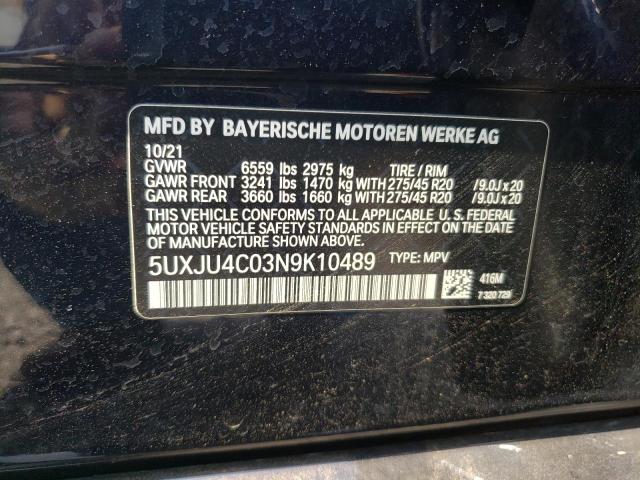 MFD BY BAYERISCHE MOTOREN WERKE AG
10/21
GVWR 6559 lbs 2975 kg TIRE / RIM
GAWR FRONT 3241 lbs 1470 kg WITH 275/45 R20 /9.0J x 20
GAWR REAR 3660 lbs 1660 kg WITH 275/45 R20 /9.0J x 20
THIS VEHICLE CONFORMS TO ALL APPLICABLE U. S. FEDERAL
MOTOR VEHICLE SAFETY STANDARDS IN EFFECT ON THE DATE OF
MANUFACTURE SHOWN ABOVE.
5UXJU4C03N9K10489 TYPE: MPV
416M
7 320 729